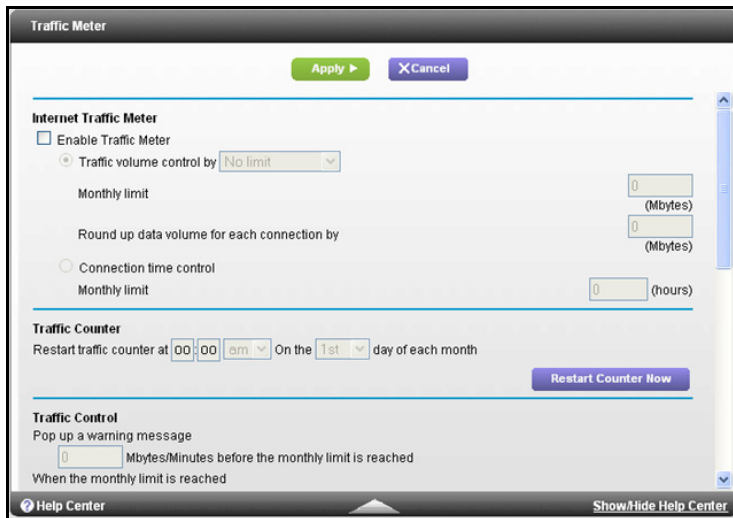 Traffic Meter
Apply
Cancel
Internet Traffic Meter
Enable Traffic Meter
Traffic volume control by No limit
Monthly limit 0
(Mbytes)
Round up data volume for each connection by 0
(Mbytes)
Connection time control
Monthly limit 0 (hours)
Traffic Counter
Restart traffic counter at 00:00 am On the 1st day of each month
Restart Counter Now
Traffic Control
Pop up a warning message
0 Mbytes/Minutes before the monthly limit is reached
When the monthly limit is reached
? Help Center
Show/Hide Help Center